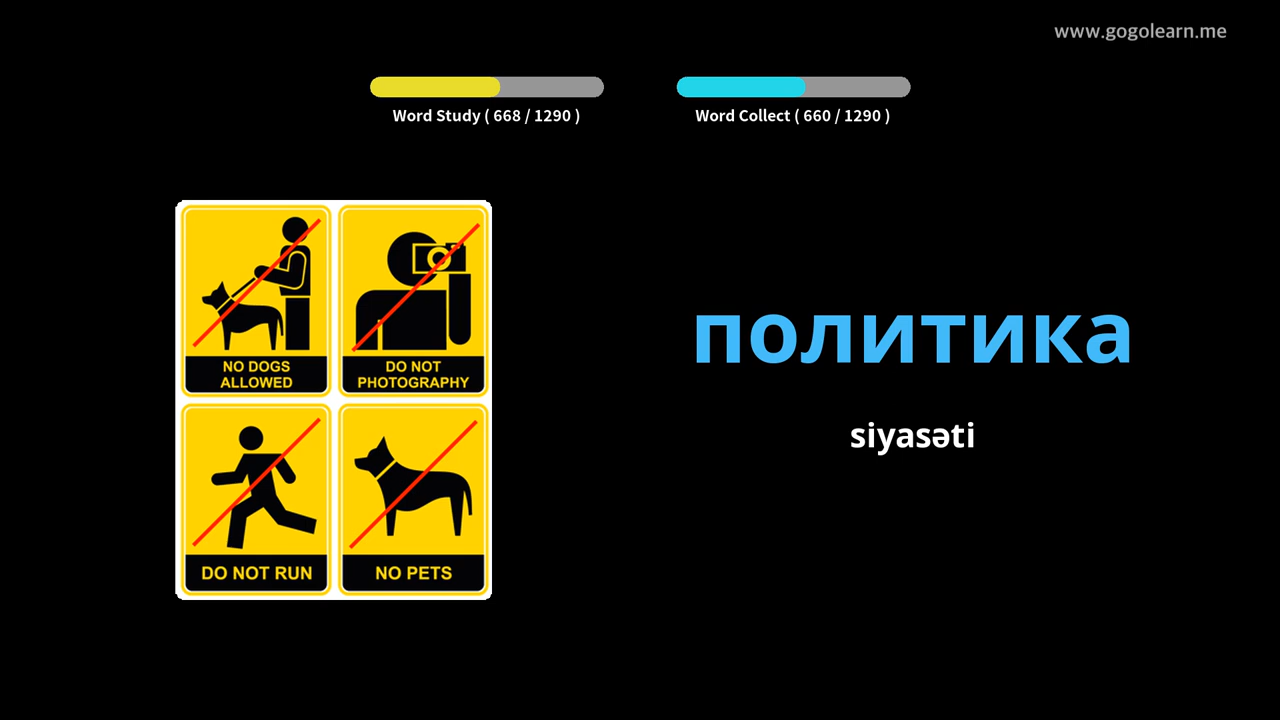 www.gogolearn.me
Word Study ( 668 / 1290 )
Word Collect ( 660 / 1290 )
NO DOGS
ALLOWED
DO NOT
PHOTOGRAPHY
DO NOT RUN
NO PETS
политика
siyasəti